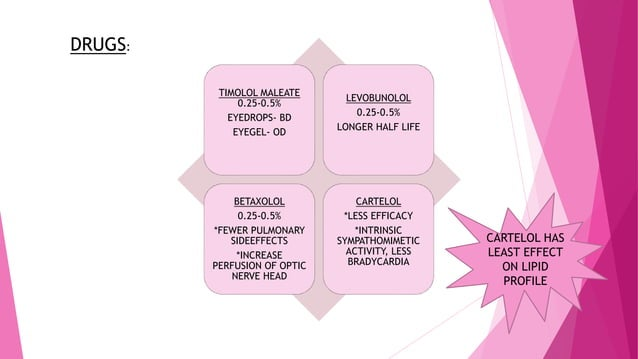 DRUGS:
TIMOLOL MALEATE
0.25-0.5%
EYEDROPS- BD
EYEGEL- OD
LEVOBUNOLOL
0.25-0.5%
LONGER HALF LIFE
BETAXOLOL
0.25-0.5%
*FEWER PULMONARY
SIDEEFFECTS
*INCREASE
PERFUSION OF OPTIC
NERVE HEAD
CARTELOL
*LESS EFFICACY
*INTRINSIC
SYMPATHOMIMETIC
ACTIVITY, LESS
BRADYCARDIA
CARTELOL HAS
LEAST EFFECT
ON LIPID
PROFILE